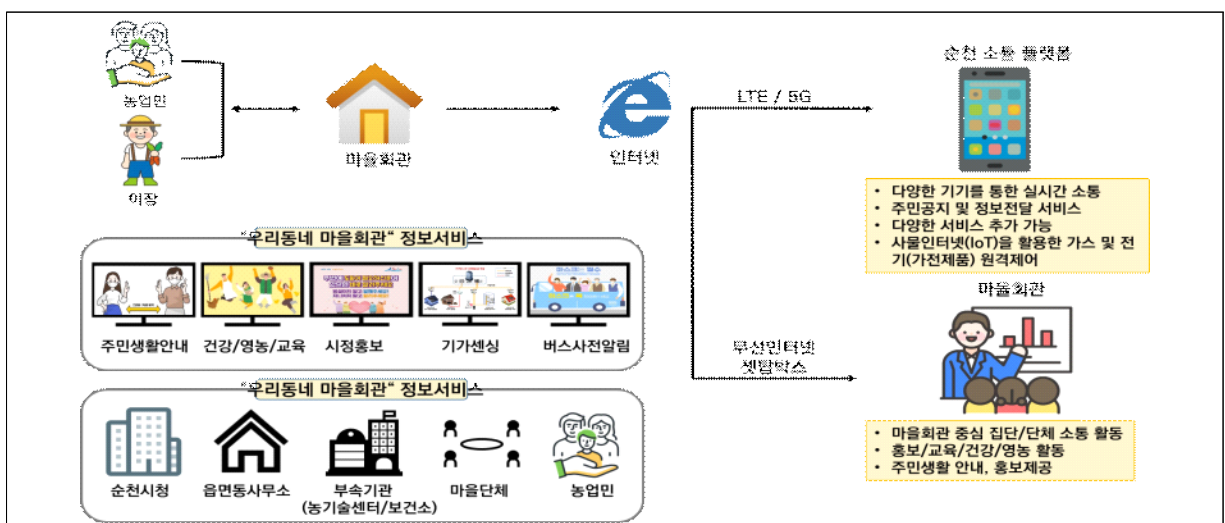 농업민
이장
마을회관
인터넷
LTE / 5G
순천 소통 플랫폼
• 다양한 기기를 통한 실시간 소통
• 주민공지 및 정보전달 서비스
• 다양한 서비스 추가 가능
• 사물인터넷(IoT)을 활용한 가스 및 전
기(가전제품) 원격제어
"우리동네 마을회관" 정보서비스
주민생활안내
건강/영농/교육
시정홍보
기가센싱
버스사전알림
무선인터넷
셋탑박스
마을회관
• 마을회관 중심 집단/단체 소통 활동
• 홍보/교육/건강/영농 활동
• 주민생활 안내, 홍보제공
"우리동네 마을회관" 정보서비스
순천시청
읍면동사무소
부속기관
(농기술센터/보건소)
마을단체
농업민